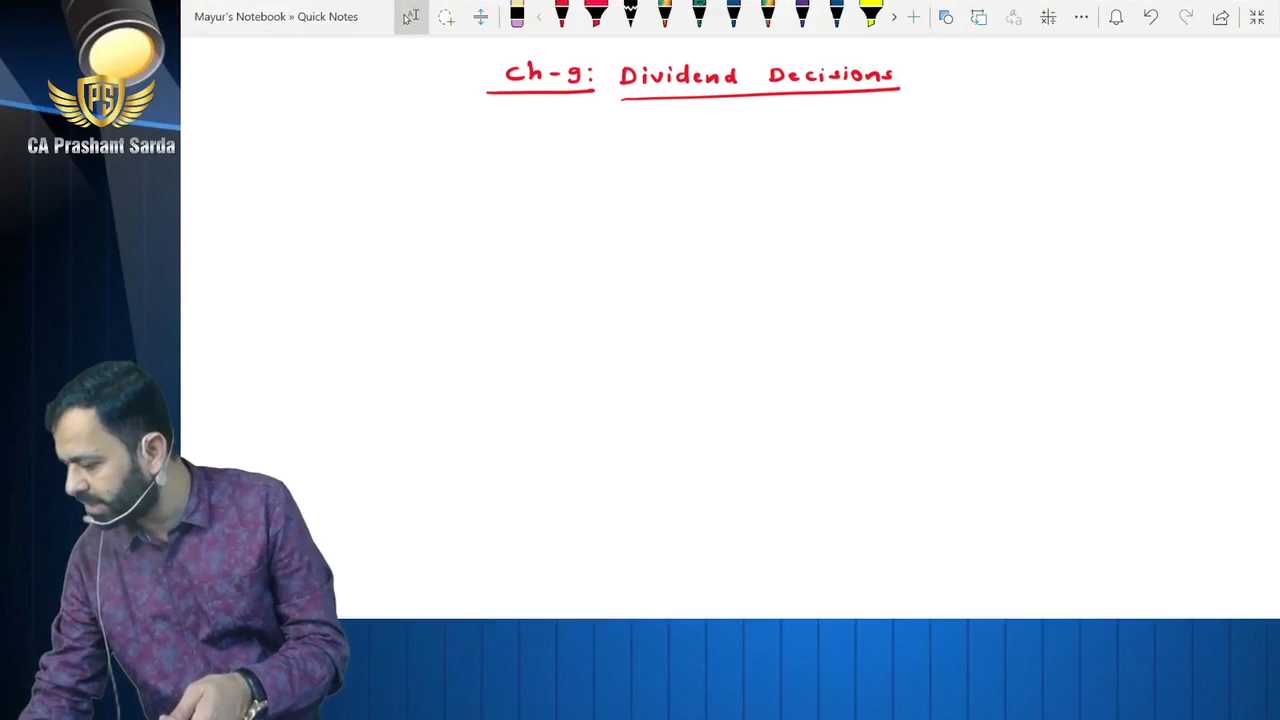 Mayur's Notebook » Quick Notes
Ch-9: Dividend Decisions
PS
CA Prashant Sarda